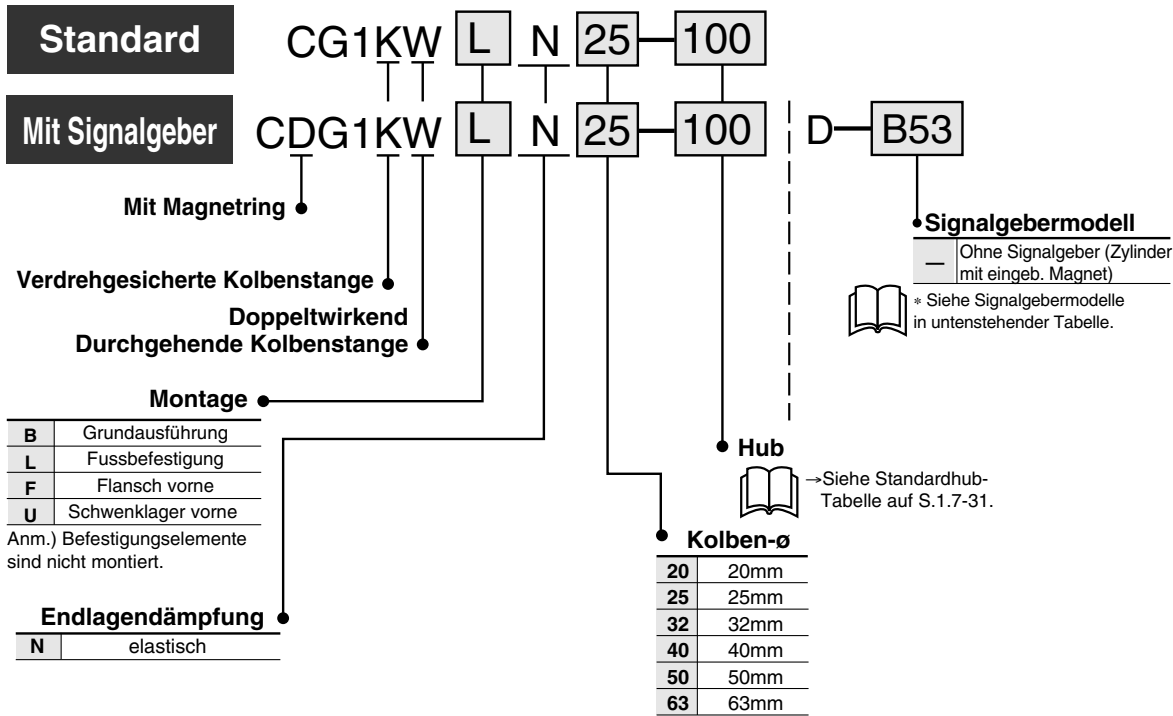 Standard CG1KW L N 25—100
Mit Signalgeber CDG1KW L N 25—100 D—B53
Mit Magnetring
Verdrehgesicherte Kolbenstange
Doppeltwirkend
Durchgehende Kolbenstange
Signalgebermodell
— Ohne Signalgeber (Zylinder
mit eingeb. Magnet)
* Siehe Signalgebermodelle
in untenstehender Tabelle.
Montage
B Grundausführung
L Fussbefestigung
F Flansch vorne
U Schwenklager vorne
Anm.) Befestigungselemente
sind nicht montiert.
Hub
→Siehe Standardhub-
Tabelle auf S.1.7-31.
Endlagendämpfung
N elastisch
Kolben-ø
20 20mm
25 25mm
32 32mm
40 40mm
50 50mm
63 63mm